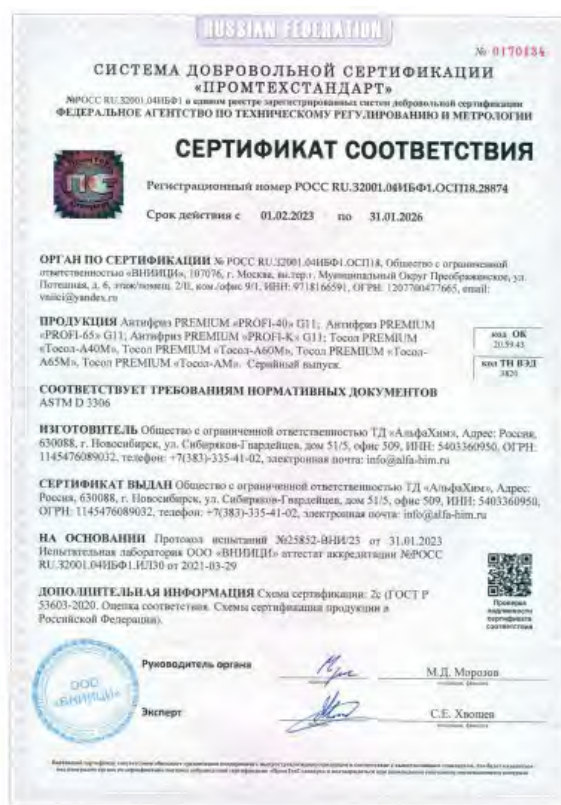 RUSSIAN FEDERATION
№ 0170134
СИСТЕМА ДОБРОВОЛЬНОЙ СЕРТИФИКАЦИИ
«ПРОМТЕХСТАНДАРТ»
№РОСС RU.32001.04ИБФ1 в едином реестре зарегистрированных систем добровольной сертификации
ФЕДЕРАЛЬНОЕ АГЕНТСТВО ПО ТЕХНИЧЕСКОМУ РЕГУЛИРОВАНИЮ И МЕТРОЛОГИИ
СЕРТИФИКАТ СООТВЕТСТВИЯ
Регистрационный номер РОСС RU.32001.04ИБФ1.ОСП18.28874
Срок действия с 01.02.2023 по 31.01.2026
ОРГАН ПО СЕРТИФИКАЦИИ № РОСС RU.32001.04ИБФ1.ОСП18, Общество с ограниченной
ответственностью «ВНИИЦИ», 107076, г. Москва, вн.тер.г. Муниципальный Округ Преображенское, ул.
Потешная, д. 6, этаж/помещ. 2/II, ком./офис 9/1, ИНН: 9718166591, ОГРН: 1207700477665, email:
vniici@yandex.ru
ПРОДУКЦИЯ Антифриз PREMIUM «PROFI-40» G11; Антифриз PREMIUM
«PROFI-65» G11; Антифриз PREMIUM «PROFI-K» G11; Тосол PREMIUM
«Тосол-А40М», Тосол PREMIUM «Тосол-А60М», Тосол PREMIUM «Тосол-
А65М», Тосол PREMIUM «Тосол-АМ». Серийный выпуск.
код ОК
20.59.43
код ТН ВЭД
3820
СООТВЕТСТВУЕТ ТРЕБОВАНИЯМ НОРМАТИВНЫХ ДОКУМЕНТОВ
ASTM D 3306
ИЗГОТОВИТЕЛЬ Общество с ограниченной ответственностью ТД «АльфаХим», Адрес: Россия,
630088, г. Новосибирск, ул. Сибиряков-Гвардейцев, дом 51/5, офис 509, ИНН: 5403360950, ОГРН:
1145476089032, телефон: +7(383)-335-41-02, электронная почта: info@alfa-him.ru
СЕРТИФИКАТ ВЫДАН Общество с ограниченной ответственностью ТД «АльфаХим», Адрес:
Россия, 630088, г. Новосибирск, ул. Сибиряков-Гвардейцев, дом 51/5, офис 509, ИНН: 5403360950,
ОГРН: 1145476089032, телефон: +7(383)-335-41-02, электронная почта: info@alfa-him.ru
НА ОСНОВАНИИ Протокол испытаний №25852-ВНИ/23 от 31.01.2023
Испытательная лаборатория ООО «ВНИИЦИ» аттестат аккредитации №РОСС
RU.32001.04ИБФ1.ИЛ30 от 2021-03-29
ДОПОЛНИТЕЛЬНАЯ ИНФОРМАЦИЯ Схема сертификации: 2с (ГОСТ Р
53603-2020. Оценка соответствия. Схемы сертификации продукции в
Российской Федерации).
Проверка
подлинности
сертификата
соответствия
ООО
«ВНИИЦИ»
Руководитель органа
М.Д. Морозов
Эксперт
С.Е. Хвощев